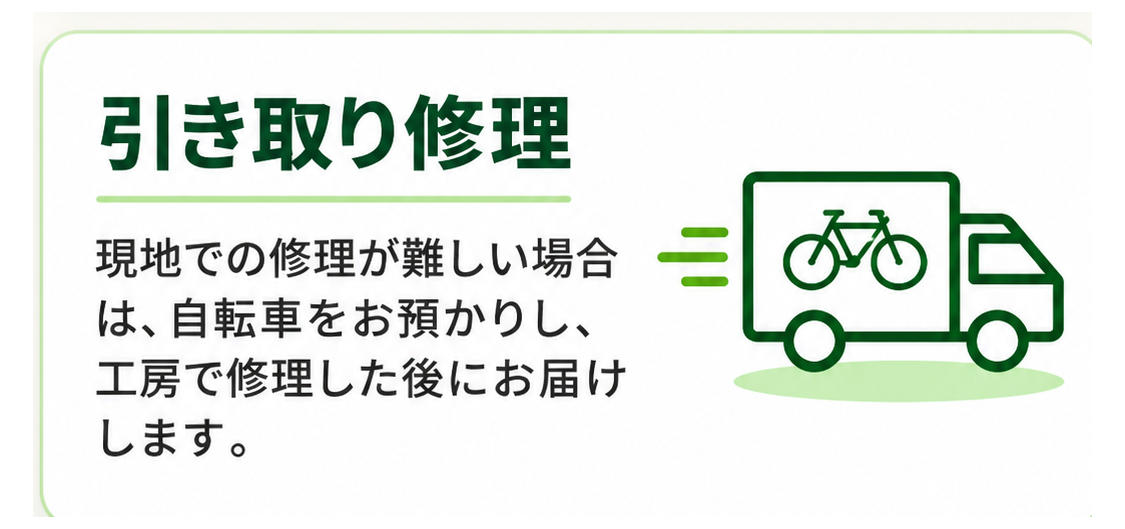 引き取り修理
現地での修理が難しい場合
は、自転車をお預かりし、
工房で修理した後にお届け
します。